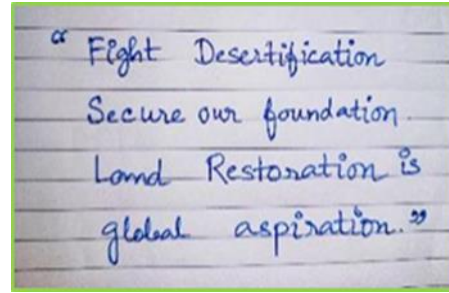 “ Fight Desertification
Secure our foundation.
Land Restoration is
global aspiration.”